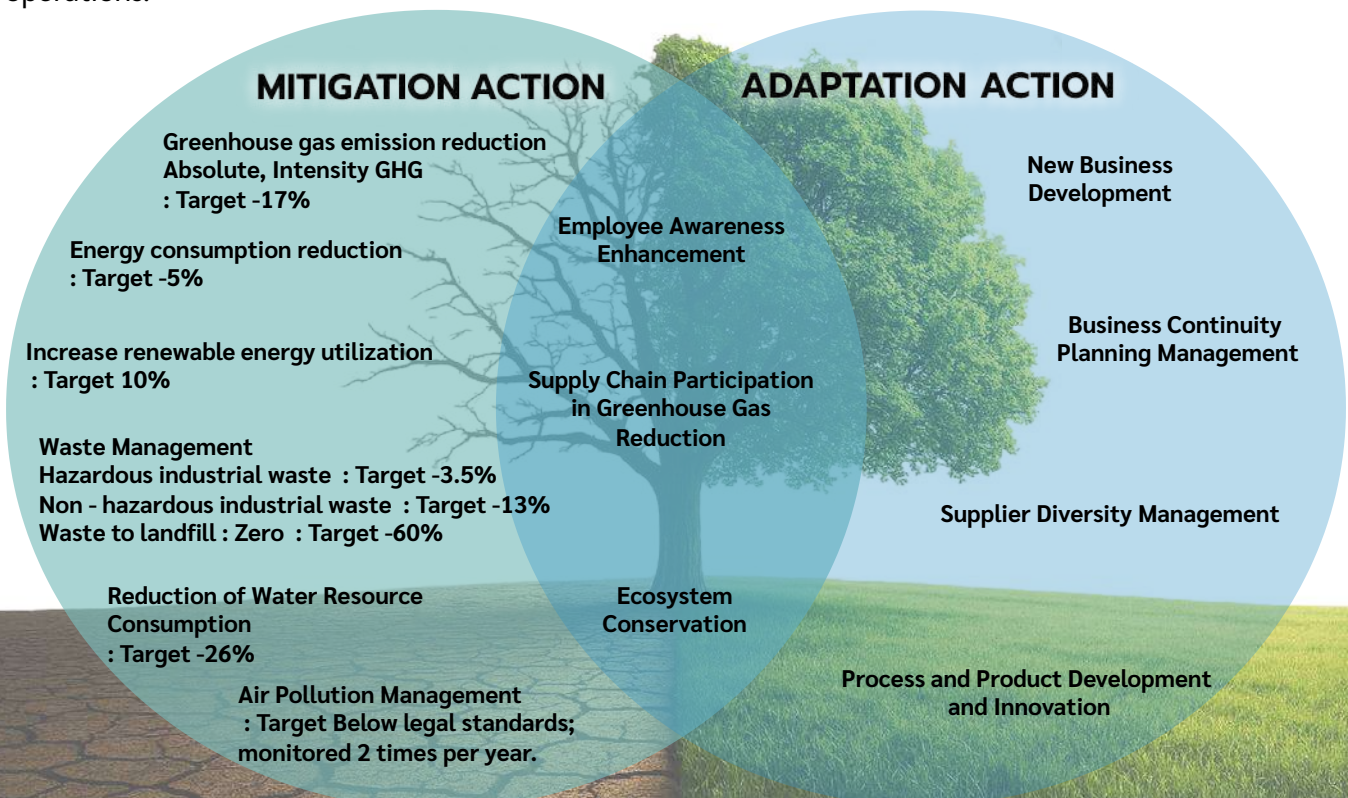 operations.
MITIGATION ACTION
Greenhouse gas emission reduction
Absolute, Intensity GHG
: Target -17%
Energy consumption reduction
: Target -5%
Increase renewable energy utilization
: Target 10%
Waste Management
Hazardous industrial waste : Target -3.5%
Non - hazardous industrial waste : Target -13%
Waste to landfill : Zero : Target -60%
Reduction of Water Resource
Consumption
: Target -26%
Air Pollution Management
: Target Below legal standards;
monitored 2 times per year.
Employee Awareness
Enhancement
Supply Chain Participation
in Greenhouse Gas
Reduction
Ecosystem
Conservation
ADAPTATION ACTION
New Business
Development
Business Continuity
Planning Management
Supplier Diversity Management
Process and Product Development
and Innovation